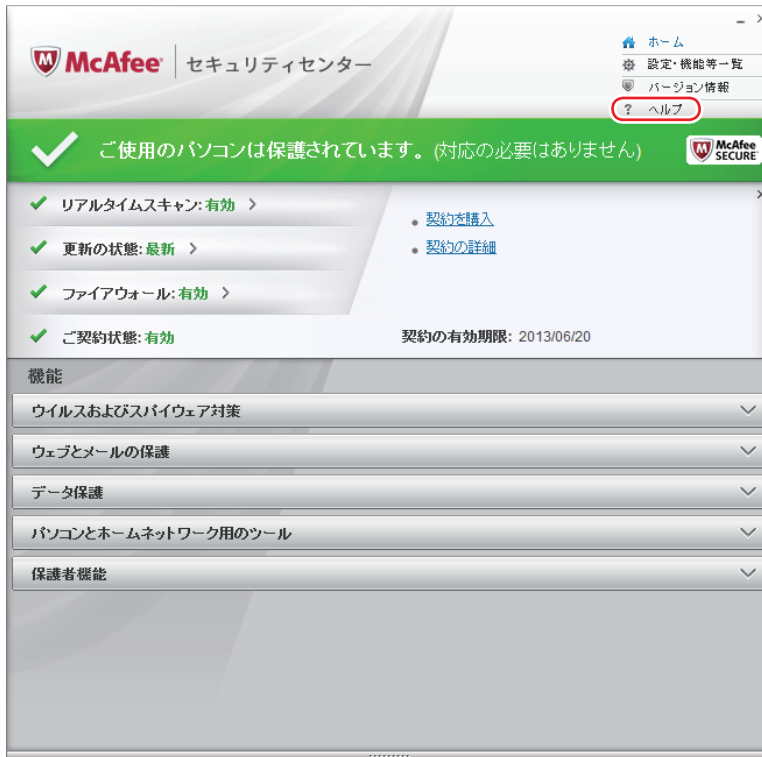 McAfee セキュリティセンター
ホーム
設定・機能等一覧
バージョン情報
? ヘルプ
ご使用のパソコンは保護されています。(対応の必要はありません)
McAfee
SECURE
リアルタイムスキャン:有効
更新の状態:最新
ファイアウォール:有効
ご契約状態:有効
・契約を購入
・契約の詳細
契約の有効期限: 2013/06/20
機能
ウイルスおよびスパイウェア対策
ウェブとメールの保護
データ保護
パソコンとホームネットワーク用のツール
保護者機能